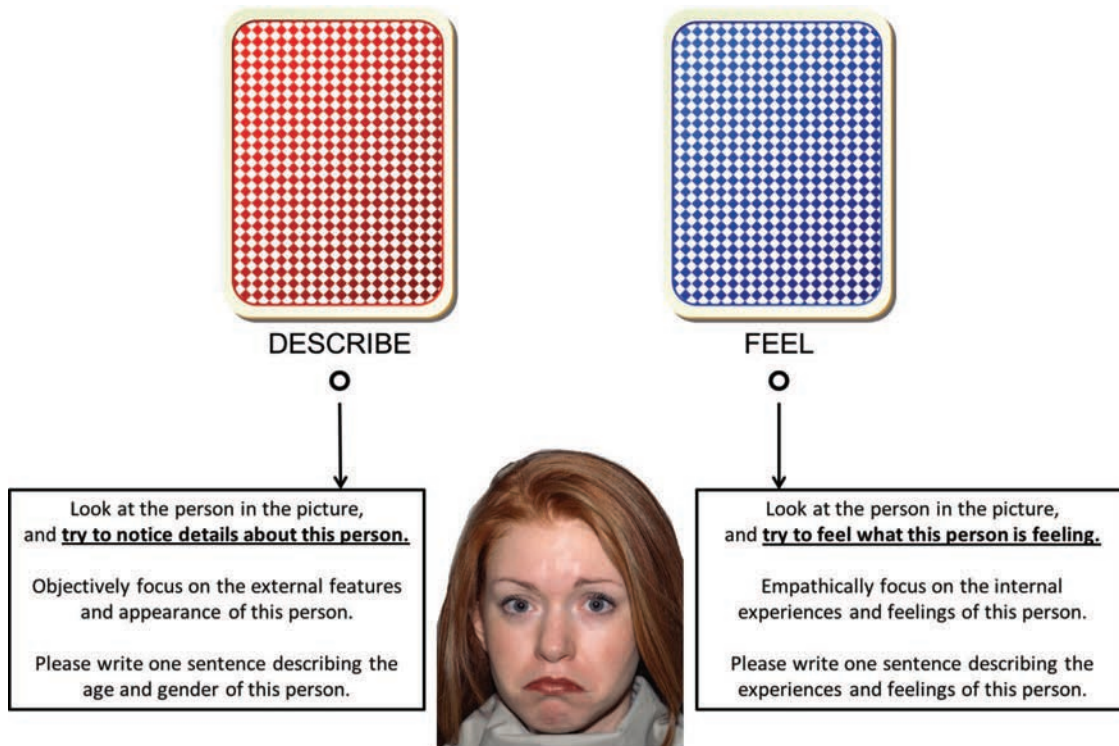 DESCRIBE
FEEL
Look at the person in the picture,
and try to notice details about this person.
Objectively focus on the external features
and appearance of this person.
Please write one sentence describing the
age and gender of this person.
Look at the person in the picture,
and try to feel what this person is feeling.
Empathically focus on the internal
experiences and feelings of this person.
Please write one sentence describing the
experiences and feelings of this person.